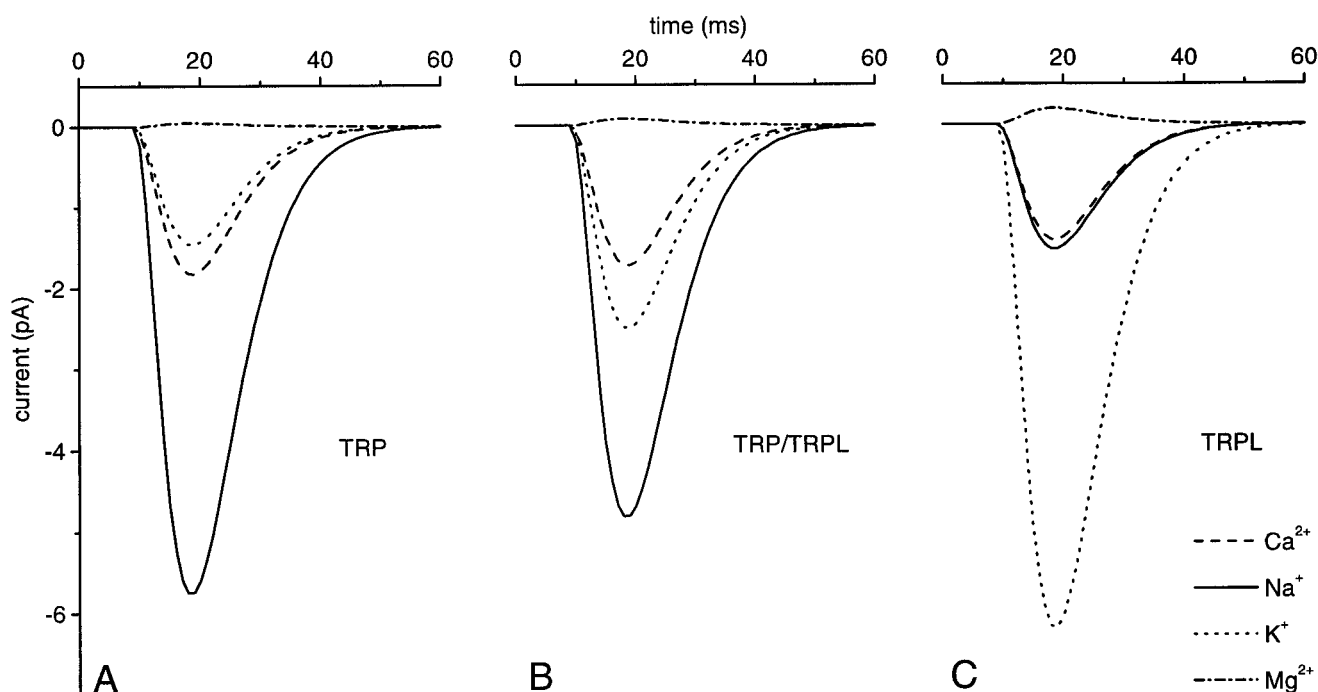 time (ms)
0 20 40 60
0 20 40 60
0 20 40 60
current (pA)
0
-2
-4
-6
TRP
TRP/TRPL
TRPL
Ca²⁺
Na⁺
K⁺
Mg²⁺
A
B
C